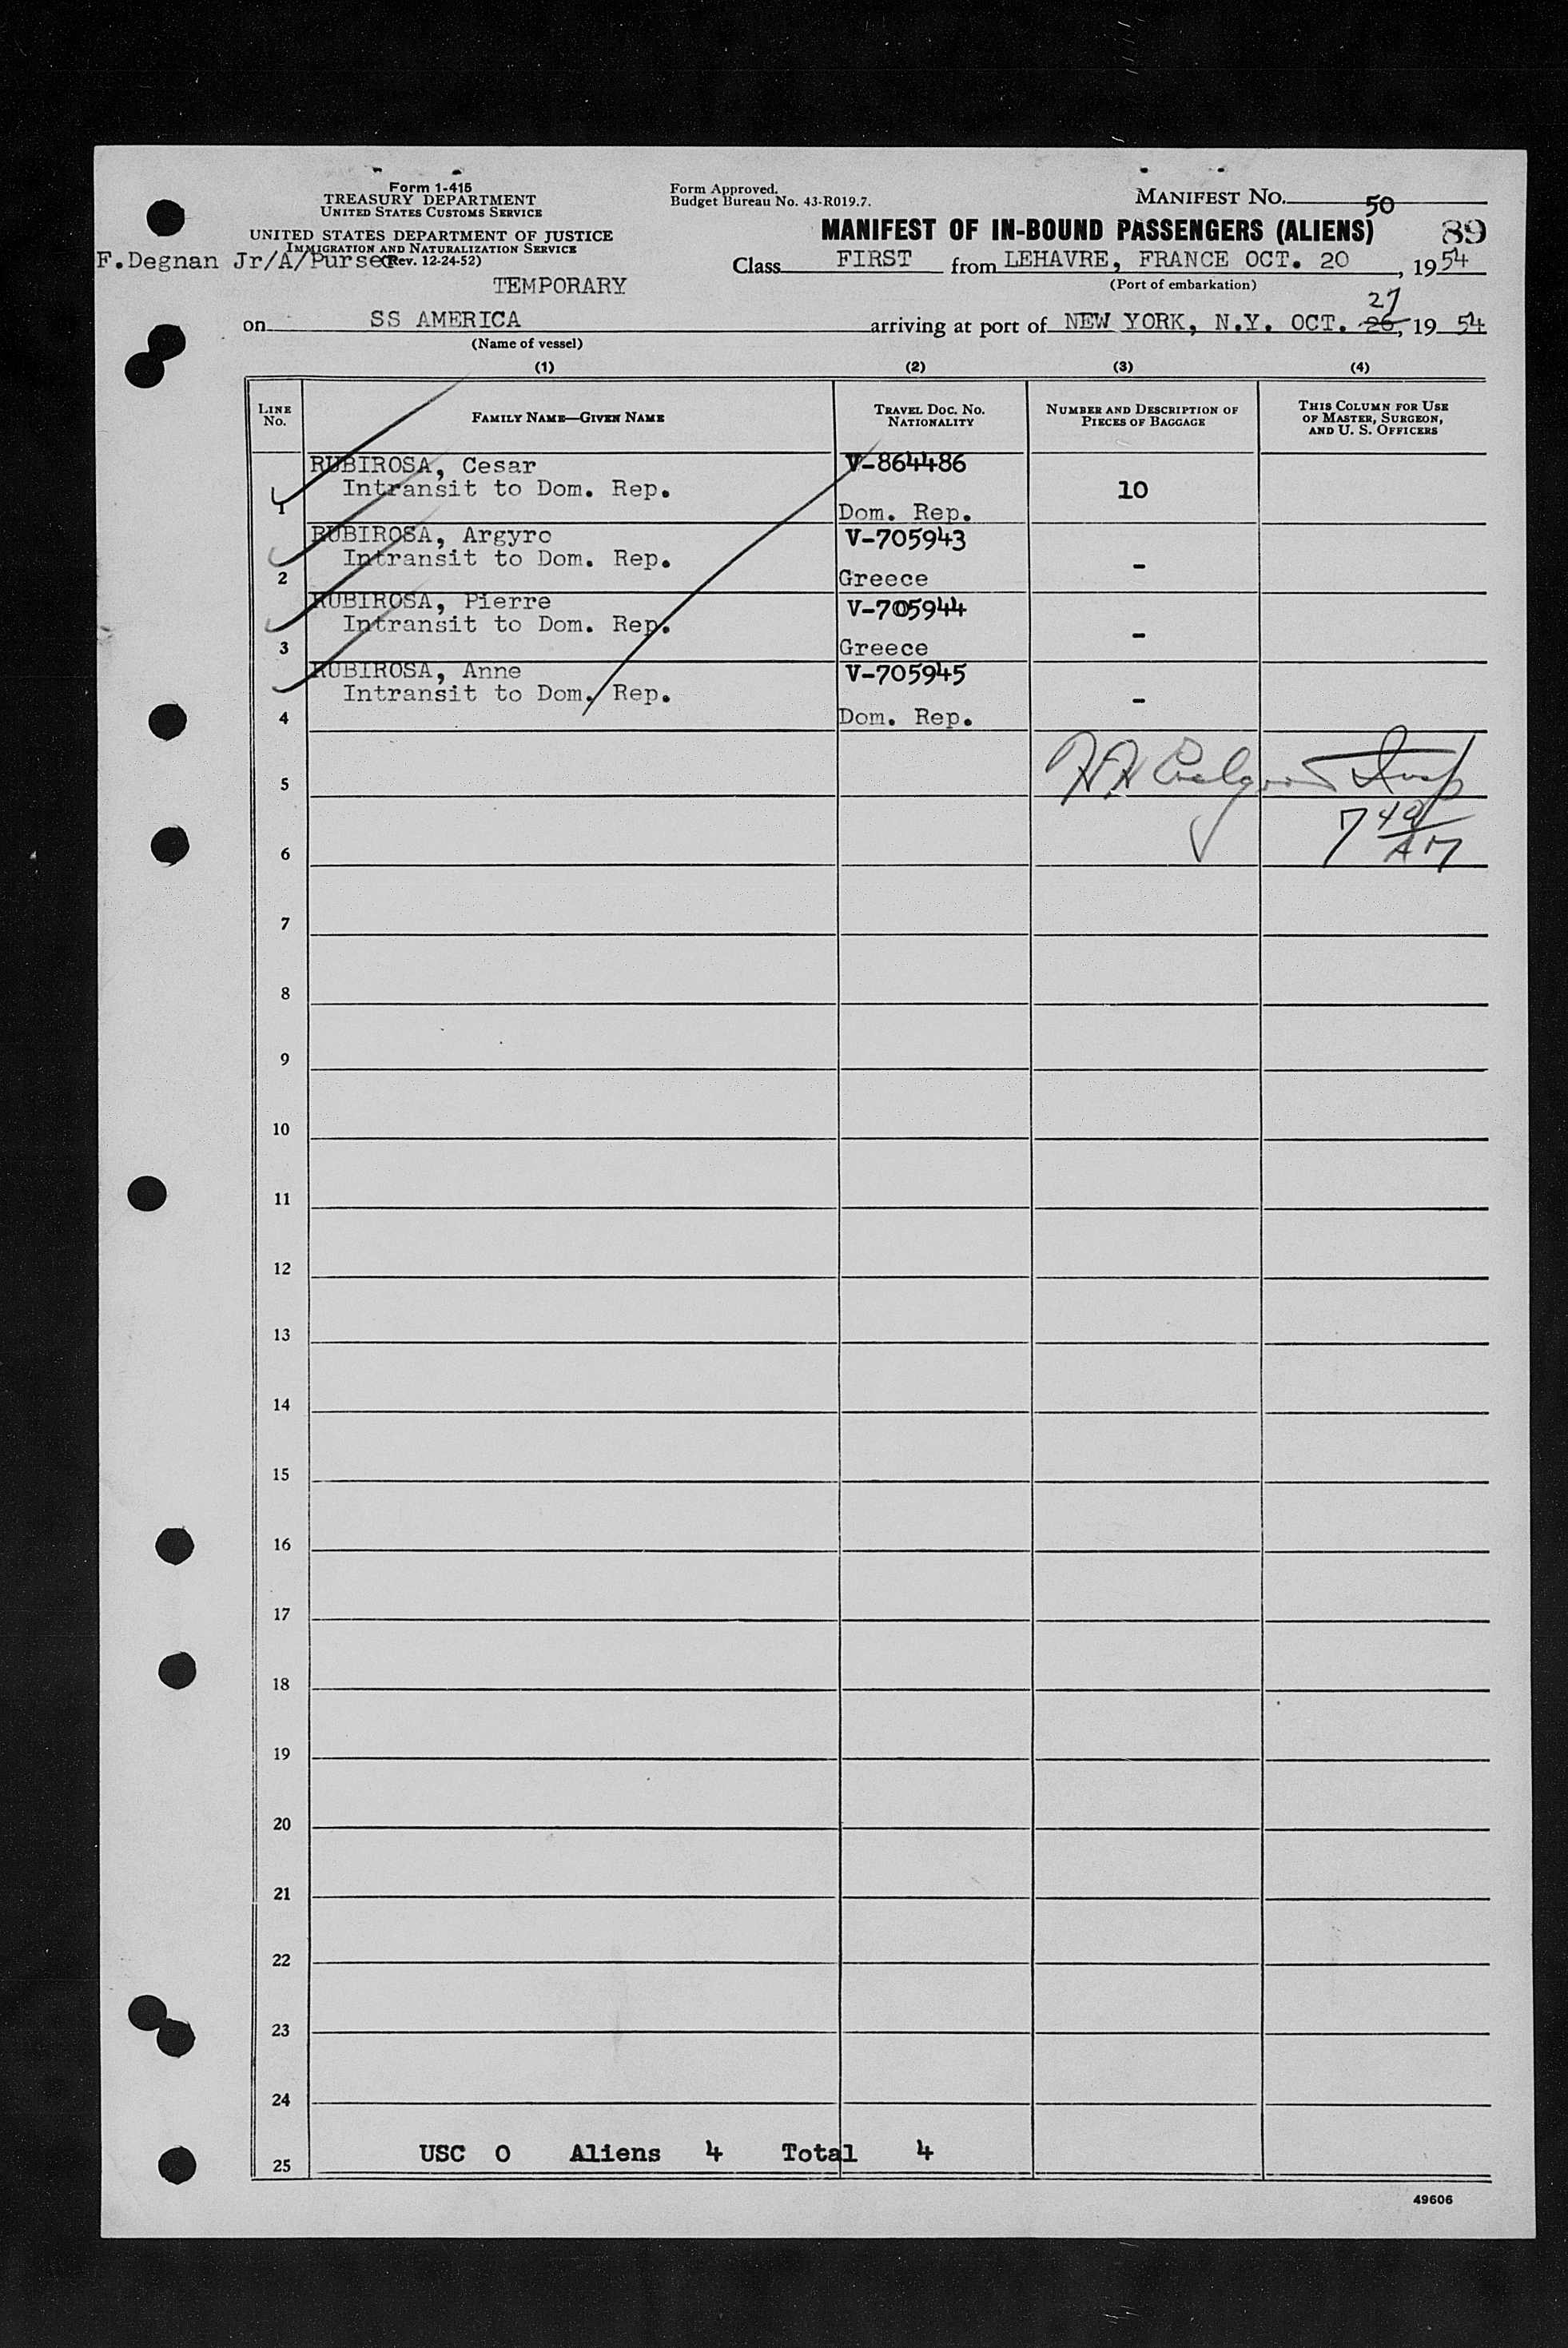 Form 1-415
TREASURY DEPARTMENT
UNITED STATES CUSTOMS SERVICE
UNITED STATES DEPARTMENT OF JUSTICE
IMMIGRATION AND NATURALIZATION SERVICE
(Rev. 12-24-52)
F.Degnan Jr/A/Purser
Form Approved.
Budget Bureau No. 43-R019.7.
MANIFEST NO. 50
MANIFEST OF IN-BOUND PASSENGERS (ALIENS) 89
Class FIRST from LEHAVRE, FRANCE OCT. 20, 1954
(Port of embarkation)
TEMPORARY
27
on SS AMERICA arriving at port of NEW YORK, N.Y. OCT. 26, 19 54
(Name of vessel)
(1) (2) (3) (4)
LINE No. FAMILY NAME—GIVEN NAME TRAVEL DOC. NO. NATIONALITY NUMBER AND DESCRIPTION OF PIECES OF BAGGAGE THIS COLUMN FOR USE OF MASTER, SURGEON, AND U. S. OFFICERS
RUBIROSA, Cesar V-864486
Intransit to Dom. Rep. 10
1 Dom. Rep.
RUBIROSA, Argyro V-705943
Intransit to Dom. Rep. -
2 Greece
RUBIROSA, Pierre V-705944
Intransit to Dom. Rep. -
3 Greece
RUBIROSA, Anne V-705945
Intransit to Dom. Rep. -
4 Dom. Rep.
5 Insp
6 7 40 AM
7
8
9
10
11
12
13
14
15
16
17
18
19
20
21
22
23
24
25 USC 0 Aliens 4 Total 4
49606